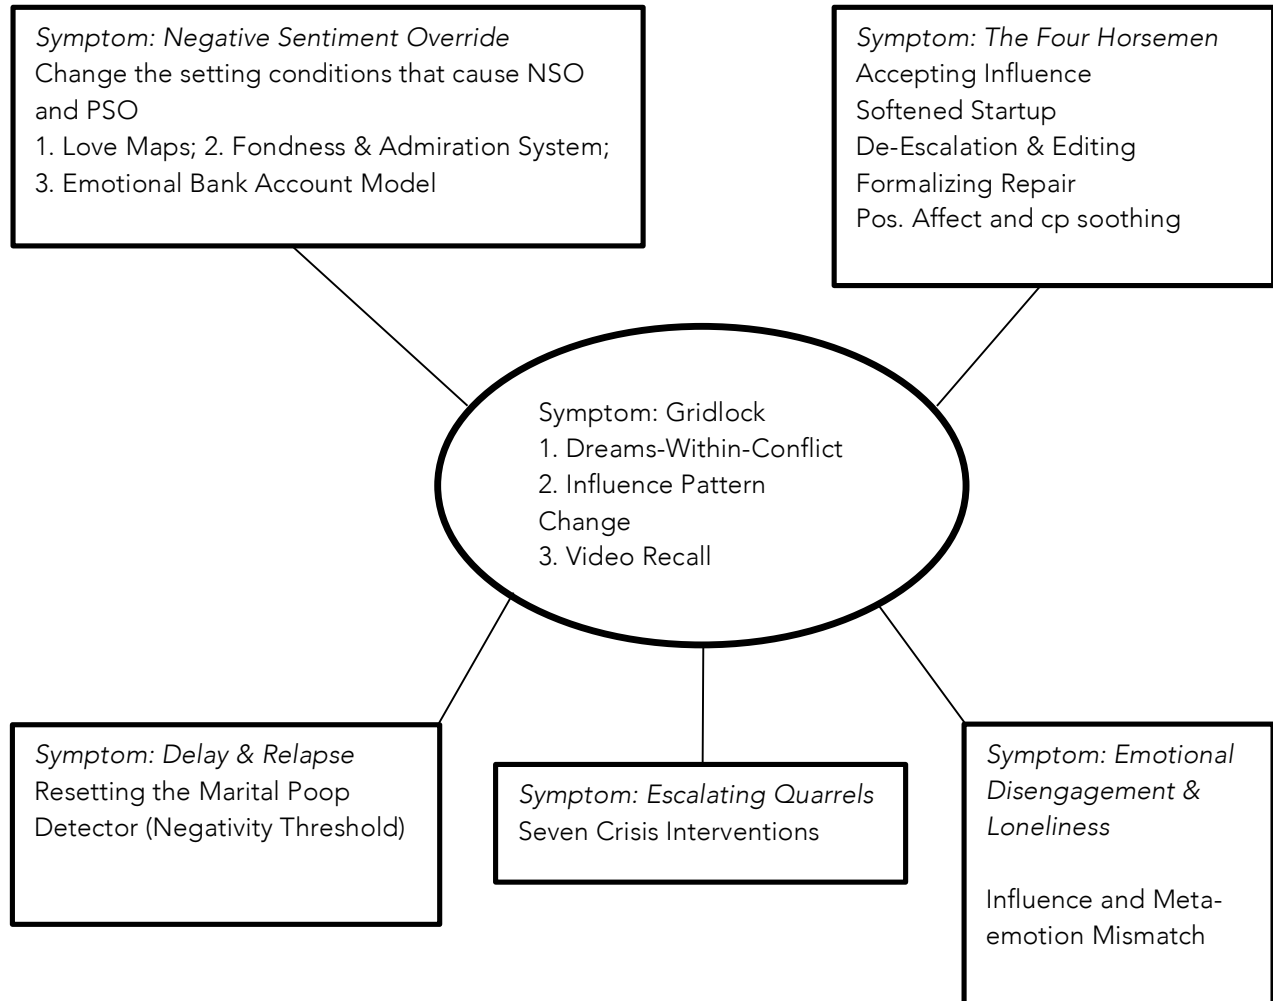 Symptom: Negative Sentiment Override
Change the setting conditions that cause NSO
and PSO
1. Love Maps; 2. Fondness & Admiration System;
3. Emotional Bank Account Model
Symptom: The Four Horsemen
Accepting Influence
Softened Startup
De-Escalation & Editing
Formalizing Repair
Pos. Affect and cp soothing
Symptom: Gridlock
1. Dreams-Within-Conflict
2. Influence Pattern
Change
3. Video Recall
Symptom: Delay & Relapse
Resetting the Marital Poop
Detector (Negativity Threshold)
Symptom: Escalating Quarrels
Seven Crisis Interventions
Symptom: Emotional
Disengagement &
Loneliness
Influence and Meta-
emotion Mismatch